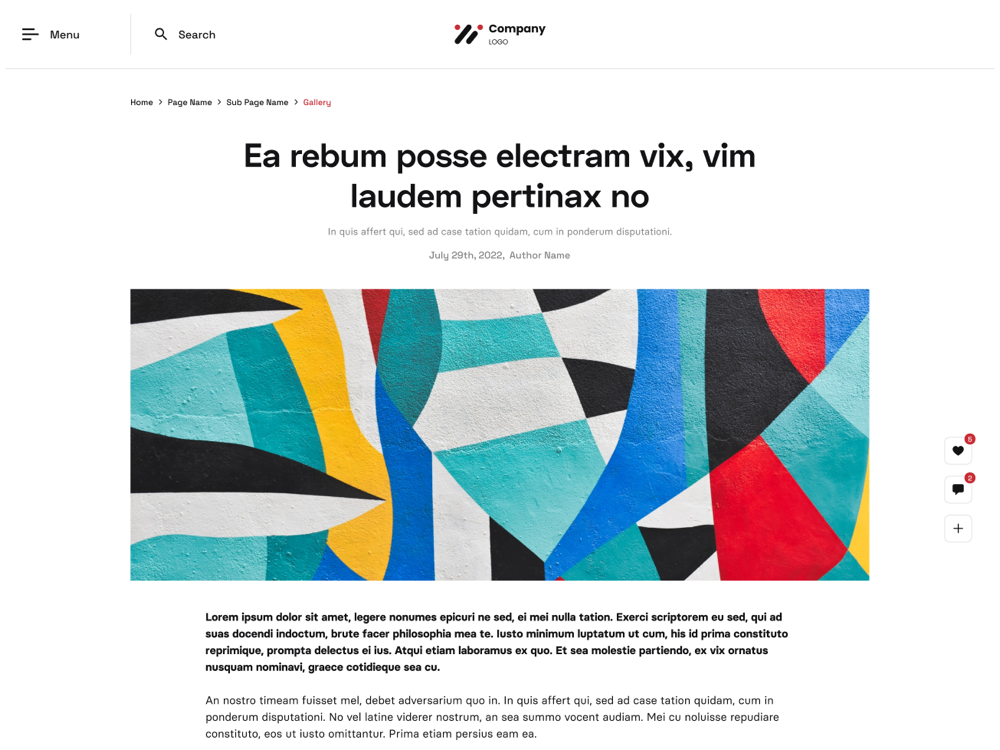 Menu
Search
Company
LOGO
Home > Page Name > Sub Page Name > Gallery
Ea rebum posse electram vix, vim
laudem pertinax no
In quis affert qui, sed ad case tation quidam, cum in ponderum disputationi.
July 29th, 2022, Author Name
5
2
Lorem ipsum dolor sit amet, legere nonumes epicuri ne sed, ei mei nulla tation. Exerci scriptorem eu sed, qui ad
suas docendi indoctum, brute facer philosophia mea te. Iusto minimum luptatum ut cum, his id prima constituto
reprimique, prompta delectus ei ius. Atqui etiam laboramus ex quo. Et sea molestie partiendo, ex vix ornatus
nusquam nominavi, graece cotidieque sea cu.
An nostro timeam fuisset mel, debet adversarium quo in. In quis affert qui, sed ad case tation quidam, cum in
ponderum disputationi. No vel latine viderer nostrum, an sea summo vocent audiam. Mei cu noluisse repudiare
constituto, eos ut iusto omittantur. Prima etiam persius eam ea.